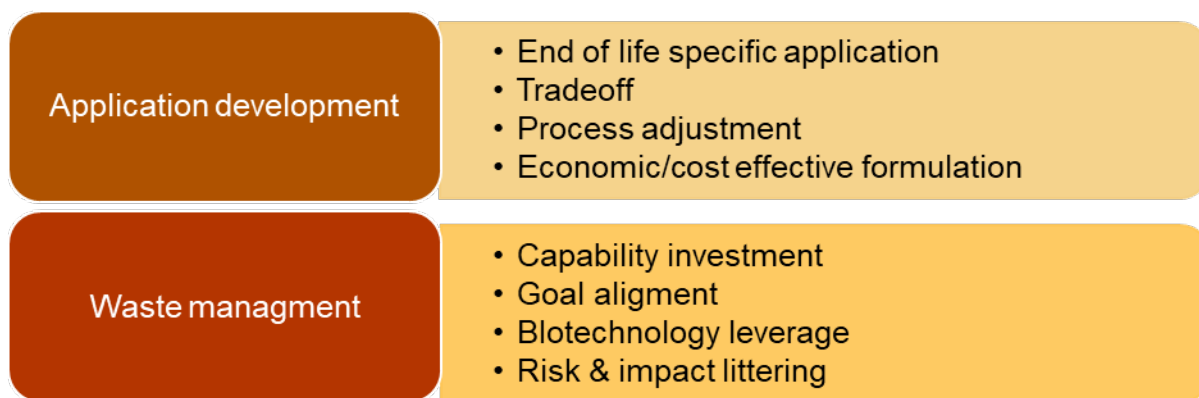 Application development
• End of life specific application
• Tradeoff
• Process adjustment
• Economic/cost effective formulation
Waste managment
• Capability investment
• Goal aligment
• Blotechnology leverage
• Risk & impact littering